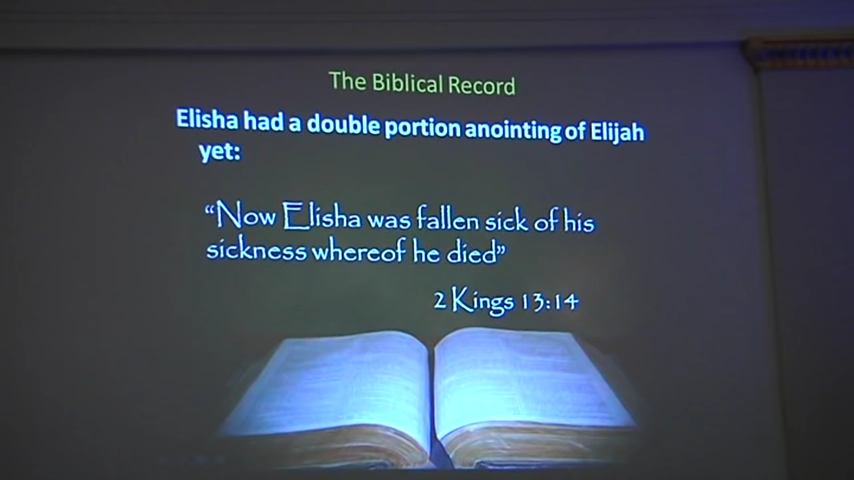 The Biblical Record
Elisha had a double portion anointing of Elijah
yet:
“Now Elisha was fallen sick of his
sickness whereof he died”
2 Kings 13:14